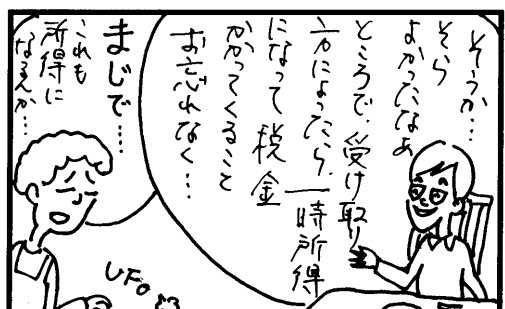 そうか…
そら
よかったなぁ
ところで、受け取り
方によったら、一時所得
になって税金
かかってくること
お忘れなく…
まじで…
これも
所得に
なるんか…
UFO